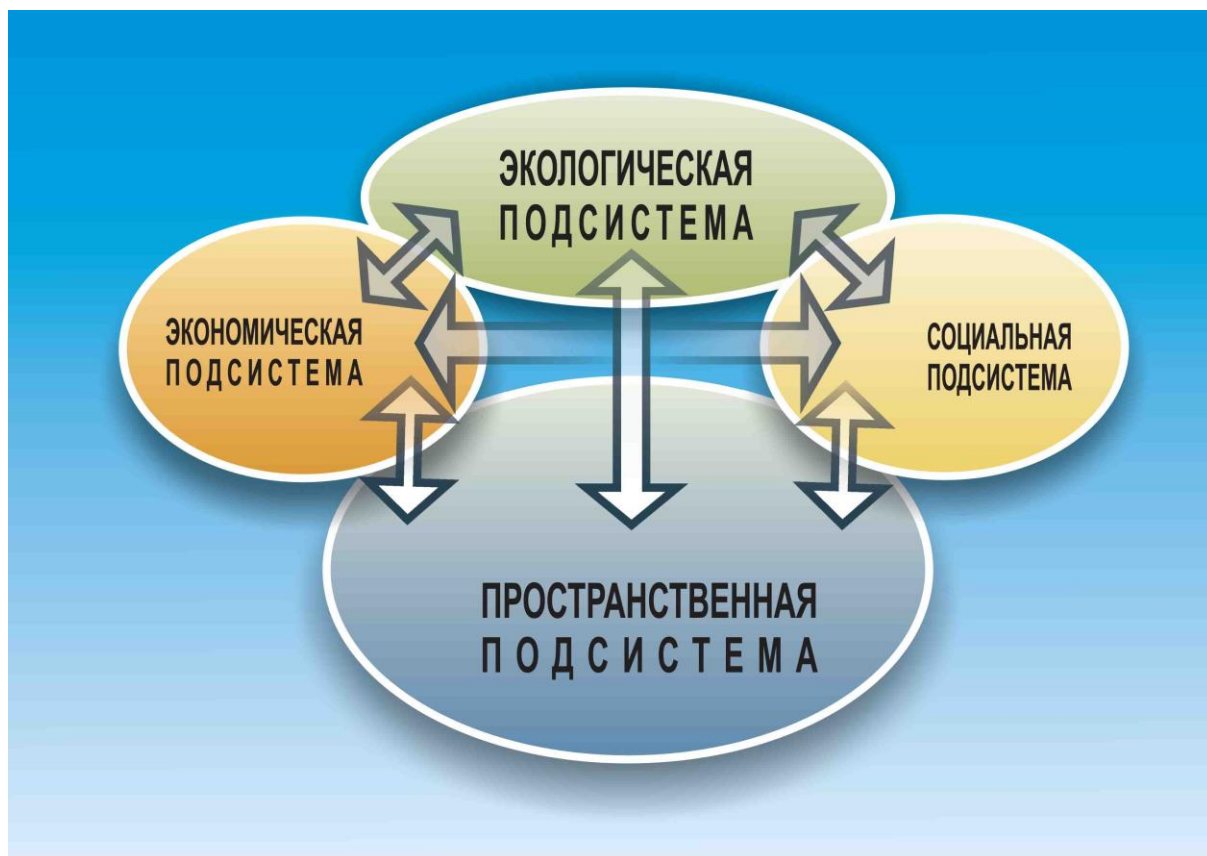 ЭКОЛОГИЧЕСКАЯ
ПОДСИСТЕМА
ЭКОНОМИЧЕСКАЯ
ПОДСИСТЕМА
СОЦИАЛЬНАЯ
ПОДСИСТЕМА
ПРОСТРАНСТВЕННАЯ
ПОДСИСТЕМА